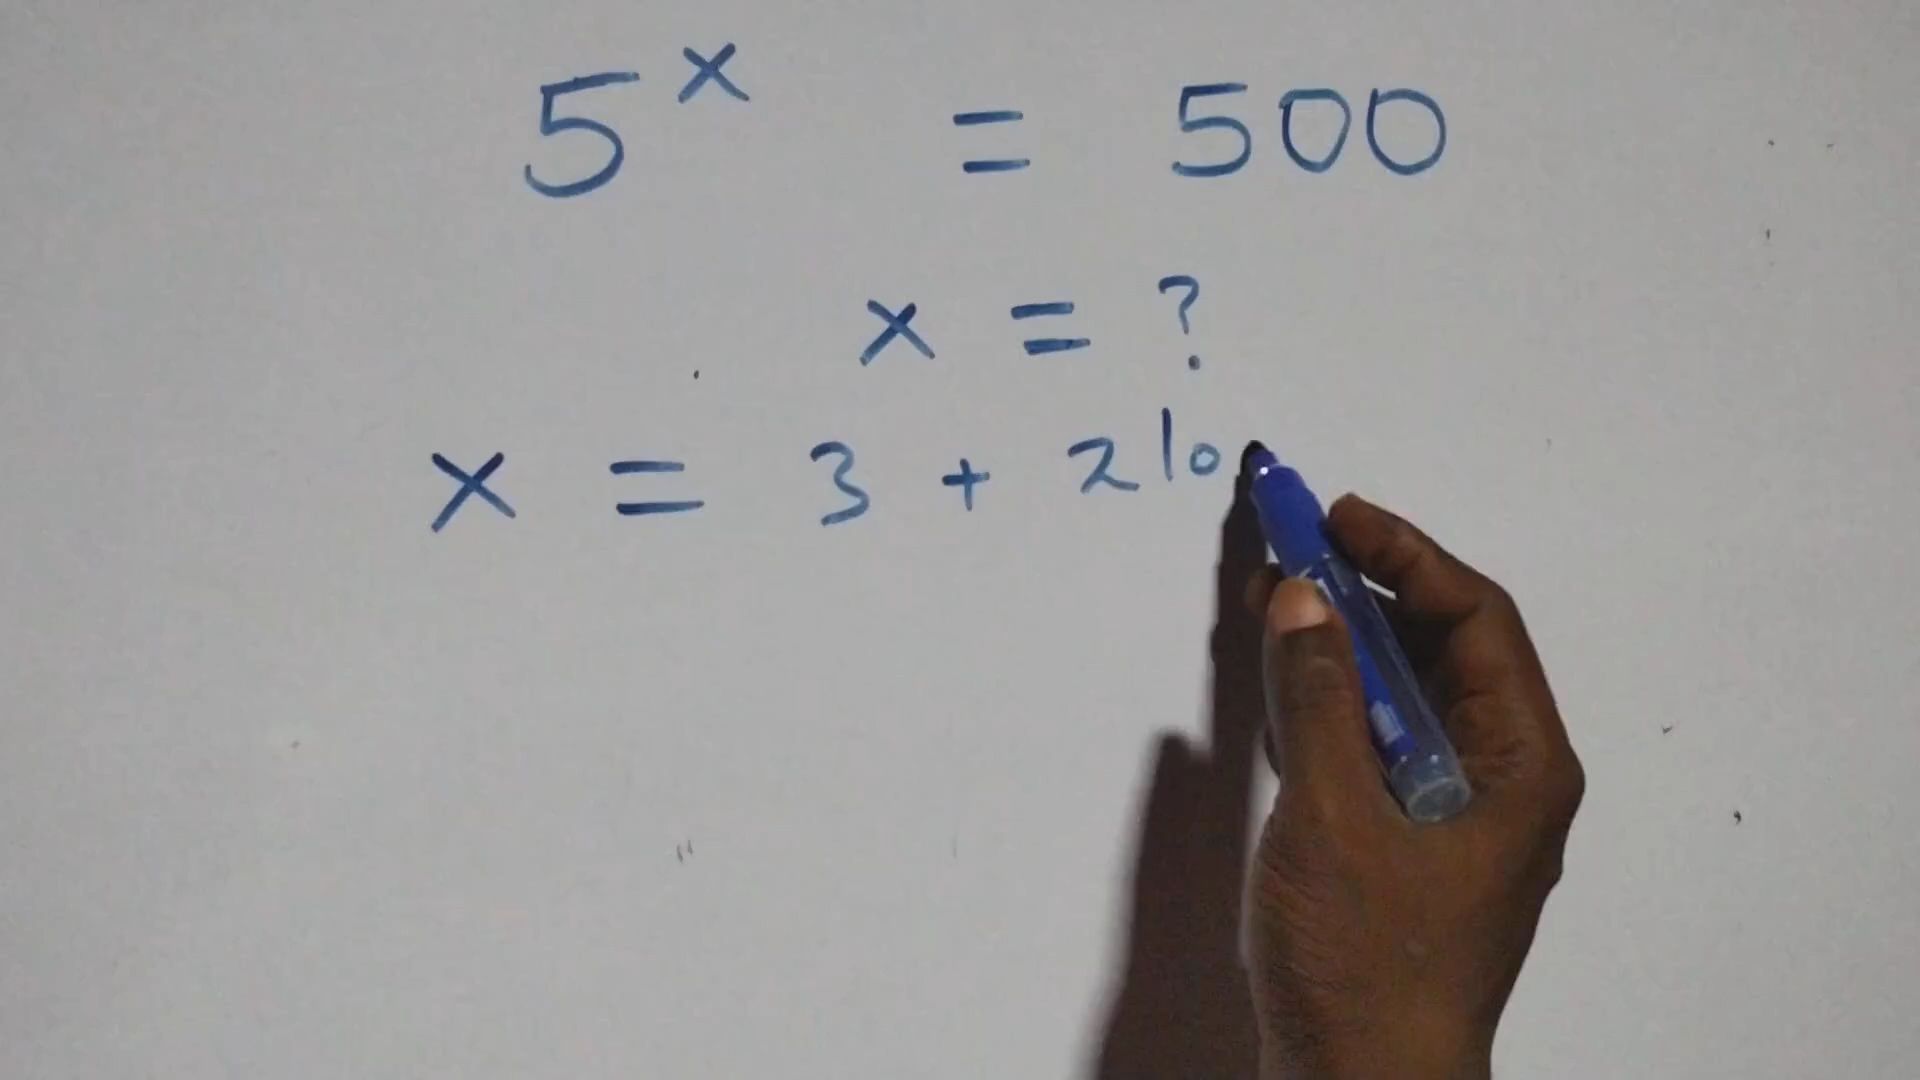 5^x = 500
x = ?
x = 3 + 2lo